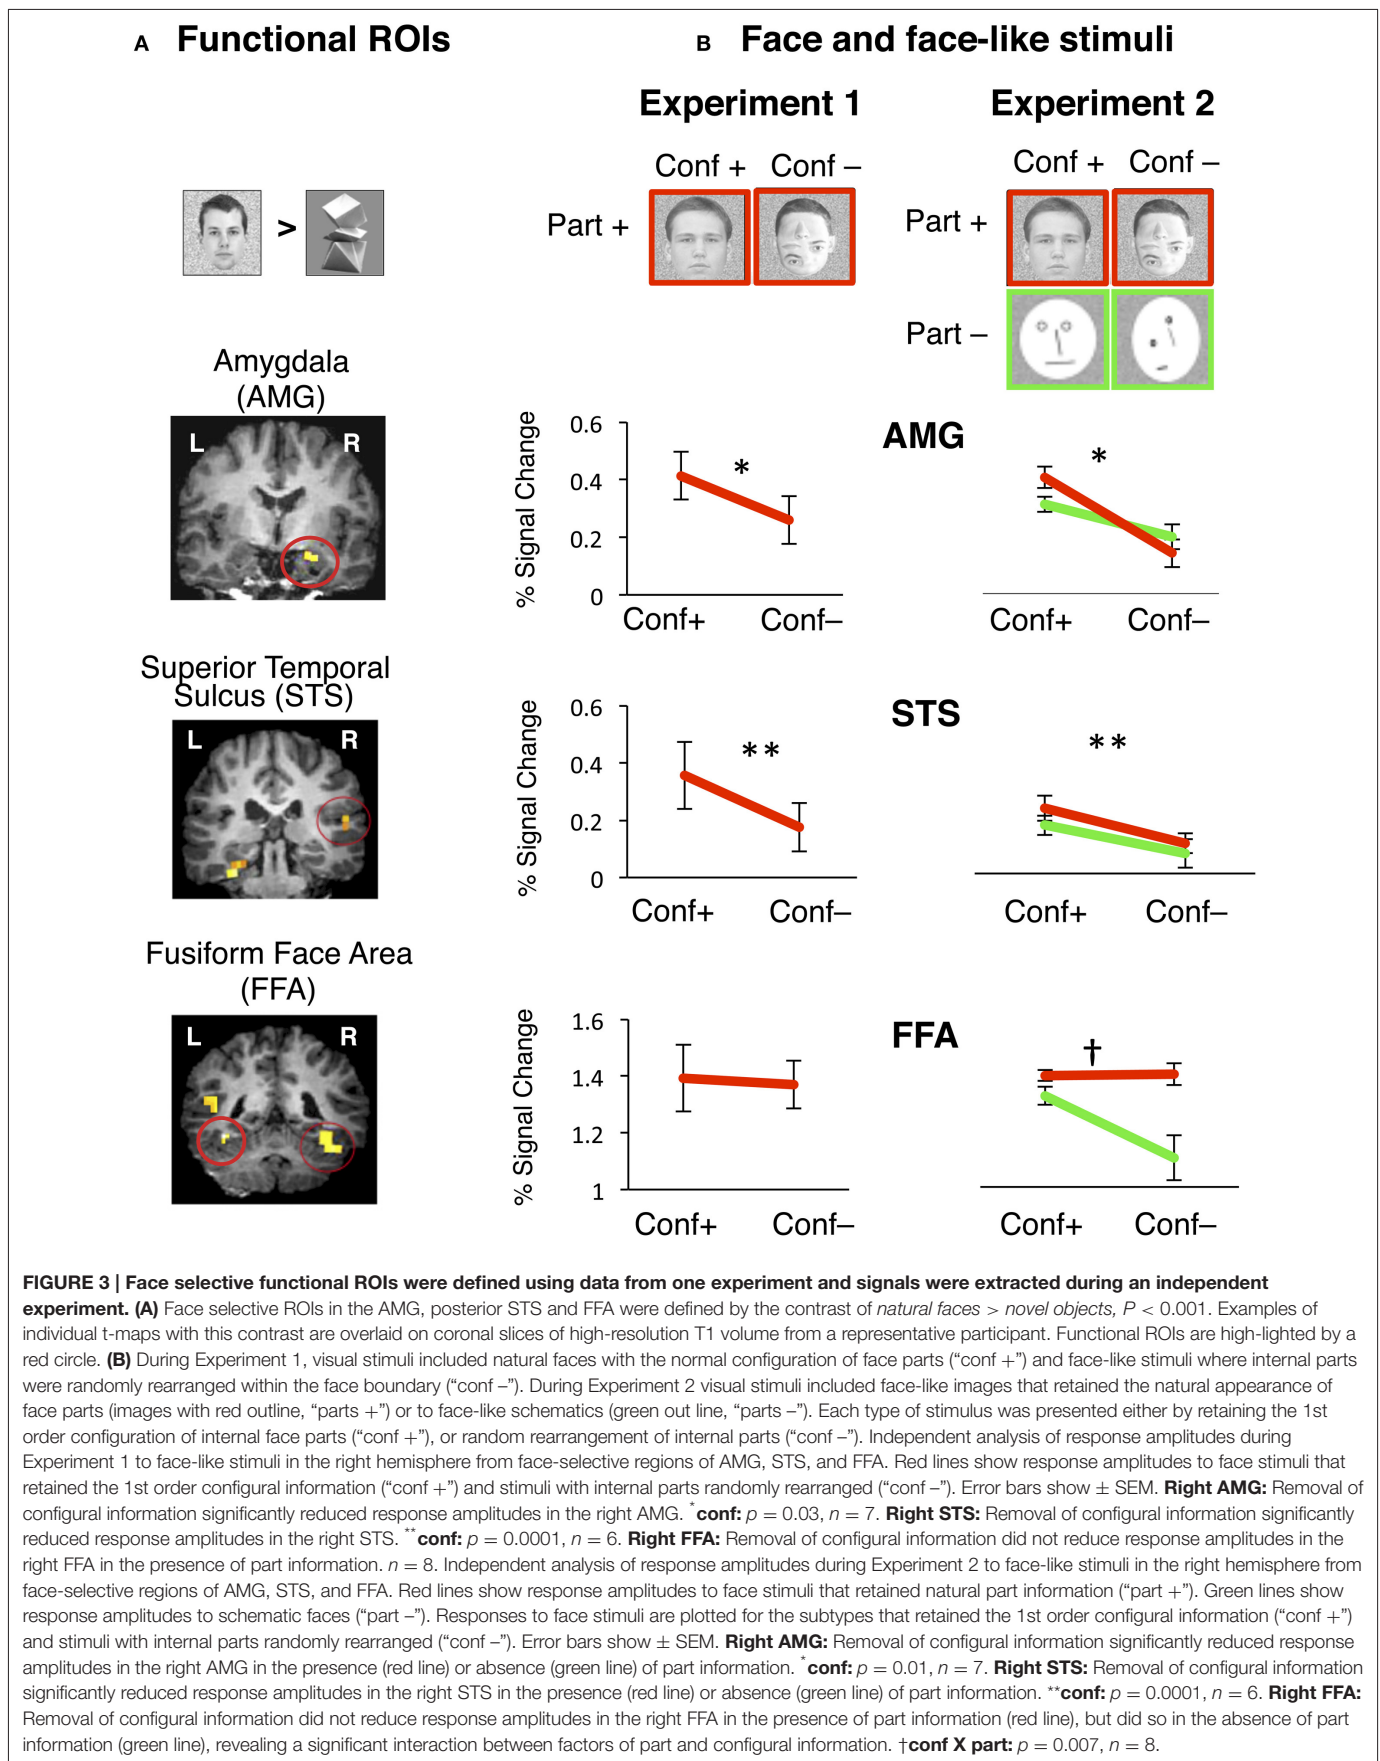 A Functional ROIs
B Face and face-like stimuli
Experiment 1
Experiment 2
Conf + Conf –
Conf + Conf –
Part +
Part +
>
Part –
Amygdala
(AMG)
L R
% Signal Change
0.6
0.4
0.2
0
*
Conf+ Conf–
AMG
*
Conf+ Conf–
Superior Temporal
Sulcus (STS)
L R
% Signal Change
0.6
0.4
0.2
0
**
Conf+ Conf–
STS
**
Conf+ Conf–
Fusiform Face Area
(FFA)
L R
% Signal Change
1.6
1.4
1.2
1
Conf+ Conf–
FFA
†
Conf+ Conf–
FIGURE 3 | Face selective functional ROIs were defined using data from one experiment and signals were extracted during an independent
experiment. (A) Face selective ROIs in the AMG, posterior STS and FFA were defined by the contrast of natural faces > novel objects, P < 0.001. Examples of
individual t-maps with this contrast are overlaid on coronal slices of high-resolution T1 volume from a representative participant. Functional ROIs are high-lighted by a
red circle. (B) During Experiment 1, visual stimuli included natural faces with the normal configuration of face parts (“conf +”) and face-like stimuli where internal parts
were randomly rearranged within the face boundary (“conf –”). During Experiment 2 visual stimuli included face-like images that retained the natural appearance of
face parts (images with red outline, “parts +”) or to face-like schematics (green out line, “parts –”). Each type of stimulus was presented either by retaining the 1st
order configuration of internal face parts (“conf +”), or random rearrangement of internal parts (“conf –”). Independent analysis of response amplitudes during
Experiment 1 to face-like stimuli in the right hemisphere from face-selective regions of AMG, STS, and FFA. Red lines show response amplitudes to face stimuli that
retained the 1st order configural information (“conf +”) and stimuli with internal parts randomly rearranged (“conf –”). Error bars show ± SEM. Right AMG: Removal of
configural information significantly reduced response amplitudes in the right AMG. *conf: p = 0.03, n = 7. Right STS: Removal of configural information significantly
reduced response amplitudes in the right STS. **conf: p = 0.0001, n = 6. Right FFA: Removal of configural information did not reduce response amplitudes in the
right FFA in the presence of part information. n = 8. Independent analysis of response amplitudes during Experiment 2 to face-like stimuli in the right hemisphere from
face-selective regions of AMG, STS, and FFA. Red lines show response amplitudes to face stimuli that retained natural part information (“part +”). Green lines show
response amplitudes to schematic faces (“part –”). Responses to face stimuli are plotted for the subtypes that retained the 1st order configural information (“conf +”)
and stimuli with internal parts randomly rearranged (“conf –”). Error bars show ± SEM. Right AMG: Removal of configural information significantly reduced response
amplitudes in the right AMG in the presence (red line) or absence (green line) of part information. *conf: p = 0.01, n = 7. Right STS: Removal of configural information
significantly reduced response amplitudes in the right STS in the presence (red line) or absence (green line) of part information. **conf: p = 0.0001, n = 6. Right FFA:
Removal of configural information did not reduce response amplitudes in the right FFA in the presence of part information (red line), but did so in the absence of part
information (green line), revealing a significant interaction between factors of part and configural information. †conf X part: p = 0.007, n = 8.